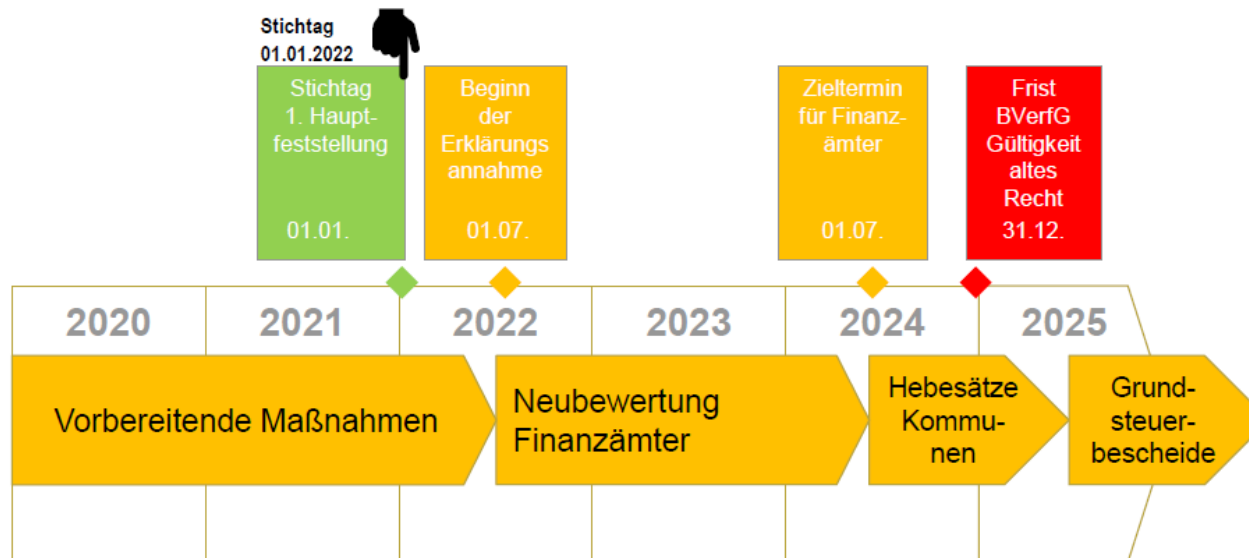 Stichtag
01.01.2022
Stichtag
1. Haupt-
feststellung
01.01.
Beginn
der
Erklärungs
annahme
01.07.
Zieltermin
für Finanz-
ämter
01.07.
Frist
BVerfG
Gültigkeit
altes
Recht
31.12.
2020
2021
2022
2023
2024
2025
Vorbereitende Maßnahmen
Neubewertung
Finanzämter
Hebesätze
Kommu-
nen
Grund-
steuer-
bescheide